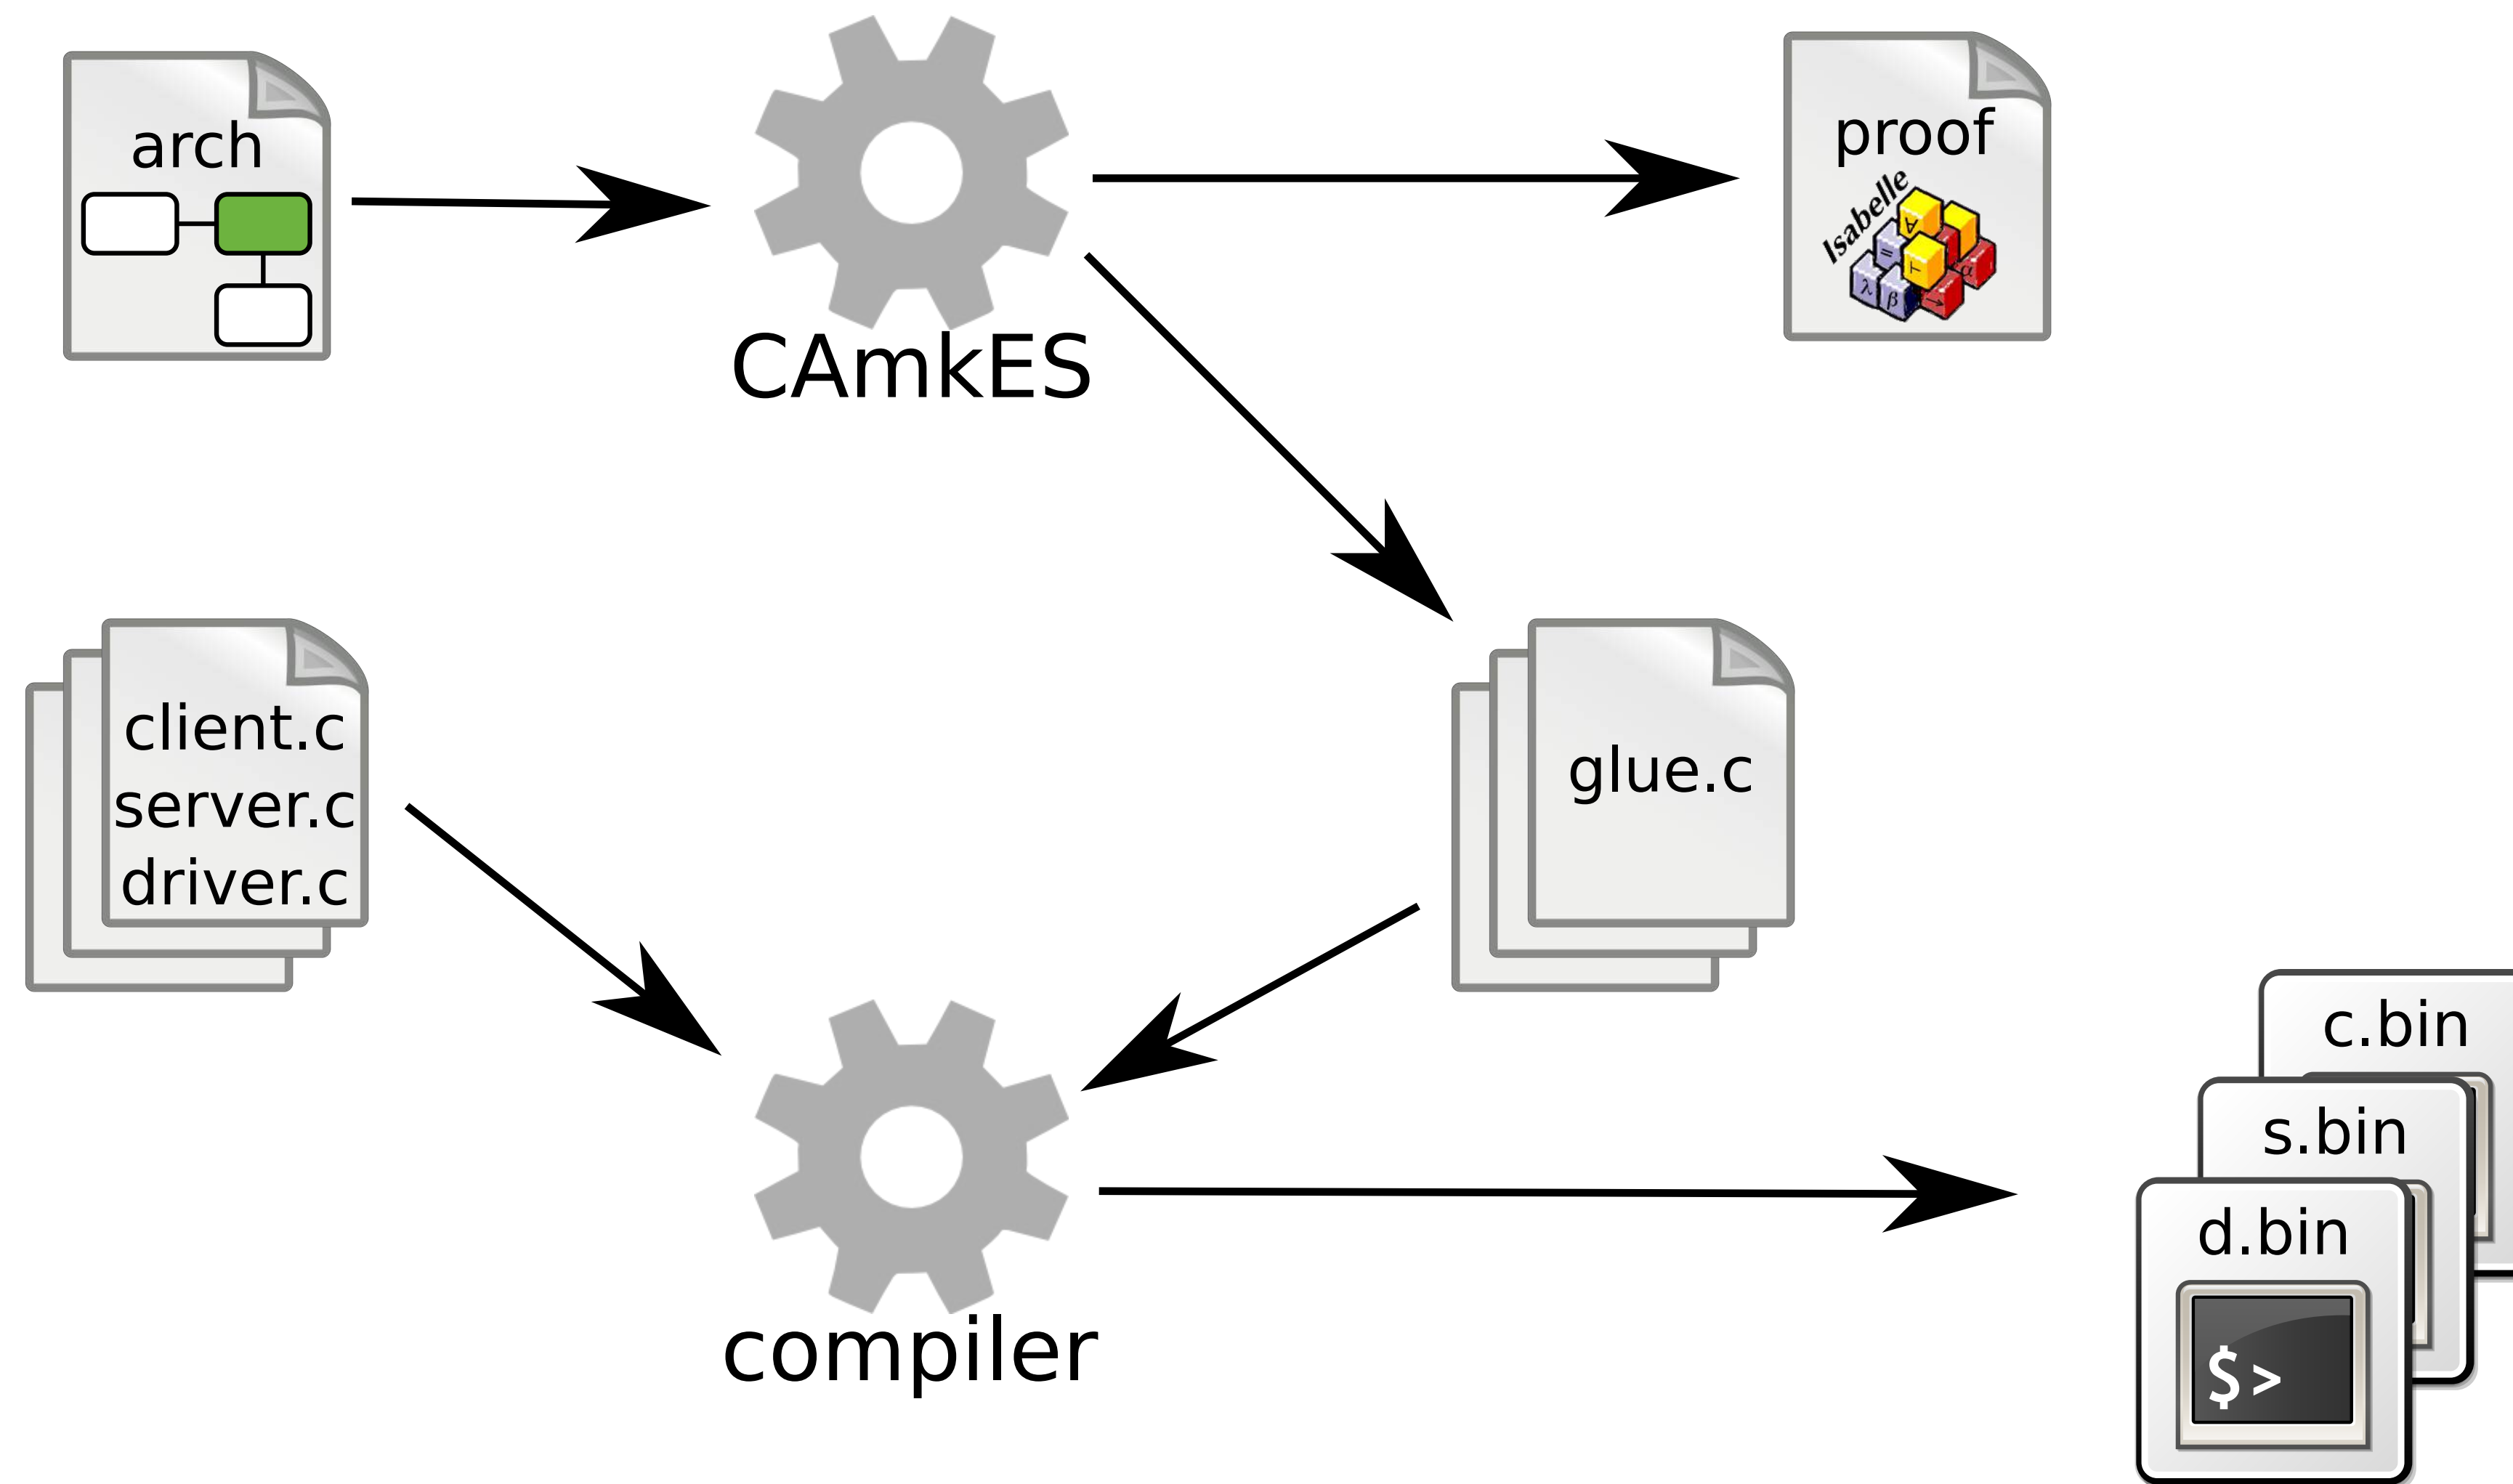 arch
CAmkES
proof
Isabelle
∀
=
⊢
α
λ
β
→
client.c
server.c
driver.c
glue.c
compiler
c.bin
s.bin
d.bin
$>